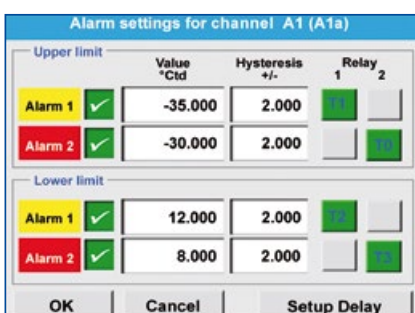 Alarm settings for channel A1 (A1a)
Upper limit
Value °Ctd Hysteresis +/- Relay 1 2
Alarm 1 -35.000 2.000 T1
Alarm 2 -30.000 2.000 T0
Lower limit
Alarm 1 12.000 2.000 T2
Alarm 2 8.000 2.000 T3
OK Cancel Setup Delay